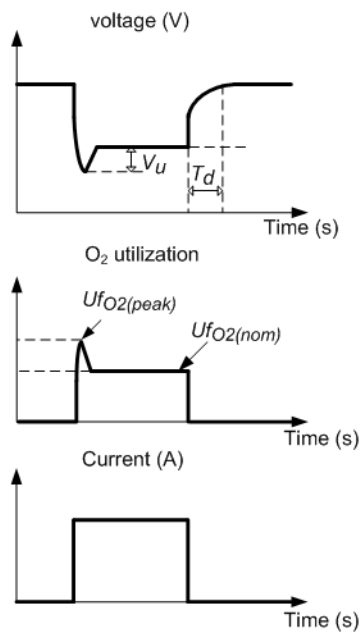 voltage (V)
Vu
Td
Time (s)
O2 utilization
UfO2(peak)
UfO2(nom)
Time (s)
Current (A)
Time (s)